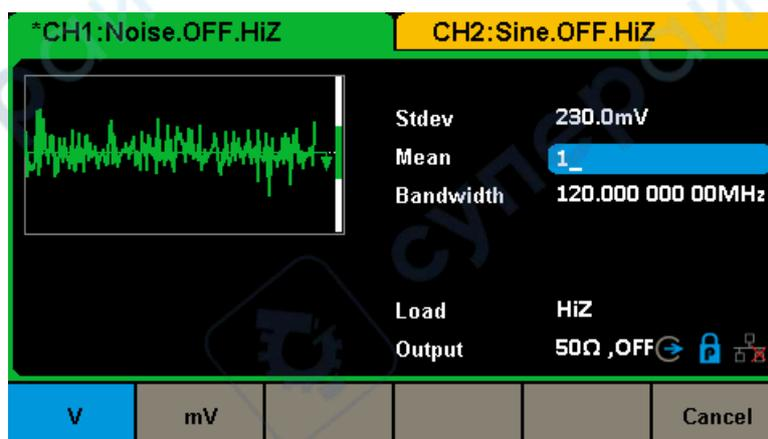 *CH1:Noise.OFF.HiZ
CH2:Sine.OFF.HiZ
Stdev 230.0mV
Mean 1_
Bandwidth 120.000 000 00MHz
Load HiZ
Output 50Ω ,OFF
V mV Cancel
супер